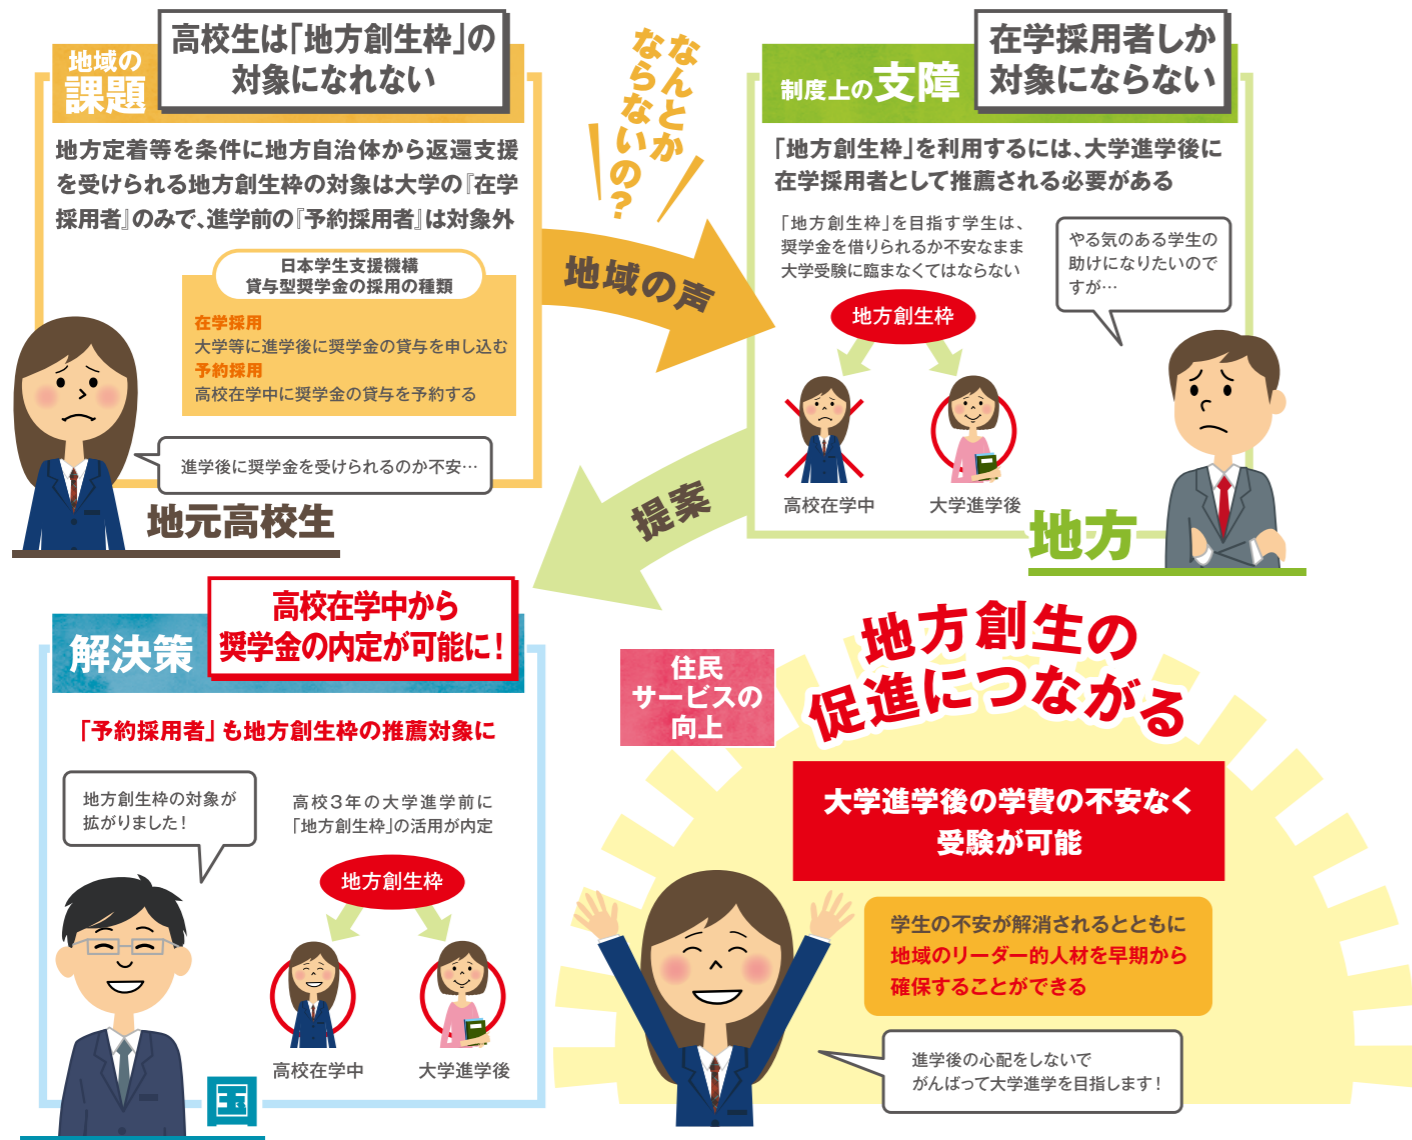 地域の
課題
高校生は「地方創生枠」の
対象になれない
地方定着等を条件に地方自治体から返還支援
を受けられる地方創生枠の対象は大学の『在学
採用者』のみで、進学前の『予約採用者』は対象外
日本学生支援機構
貸与型奨学金の採用の種類
在学採用
大学等に進学後に奨学金の貸与を申し込む
予約採用
高校在学中に奨学金の貸与を予約する
進学後に奨学金を受けられるのか不安…
地元高校生
なんとか
ならないの？
地域の声
制度上の支障
在学採用者しか
対象にならない
「地方創生枠」を利用するには、大学進学後に
在学採用者として推薦される必要がある
「地方創生枠」を目指す学生は、
奨学金を借りられるか不安なまま
大学受験に臨まなくてはならない
やる気のある学生の
助けになりたいので
すが…
地方創生枠
高校在学中
大学進学後
地方
提案
解決策
高校在学中から
奨学金の内定が可能に！
「予約採用者」も地方創生枠の推薦対象に
地方創生枠の対象が
拡がりました！
高校３年の大学進学前に
「地方創生枠」の活用が内定
地方創生枠
高校在学中
大学進学後
国
住民
サービスの
向上
地方創生の
促進につながる
大学進学後の学費の不安なく
受験が可能
学生の不安が解消されるとともに
地域のリーダー的人材を早期から
確保することができる
進学後の心配をしないで
がんばって大学進学を目指します！